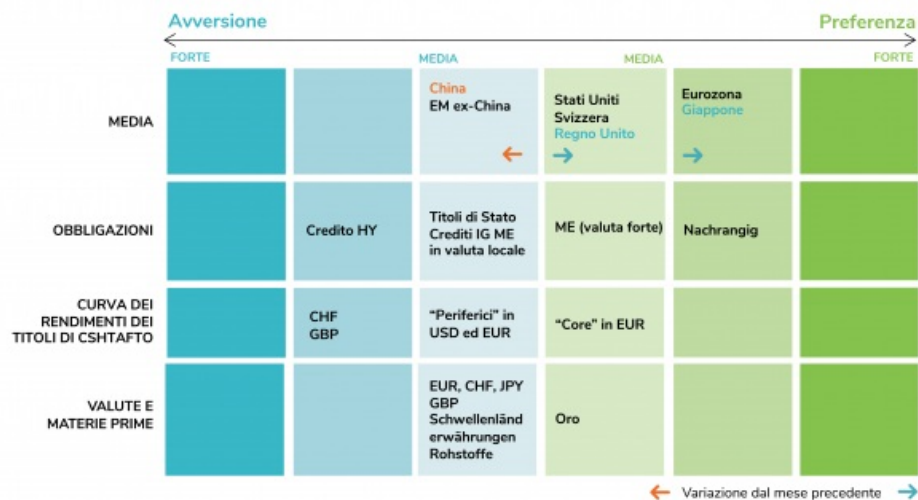 Avversione
Preferenza
FORTE
MEDIA
MEDIA
FORTE
MEDIA
China
EM ex-China
Stati Uniti
Svizzera
Regno Unito
Eurozona
Giappone
OBBLIGAZIONI
Credito HY
Titoli di Stato
Crediti IG ME
in valuta locale
ME (valuta forte)
Nachrangig
CURVA DEI
RENDIMENTI DEI
TITOLI DI CSHTAFTO
CHF
GBP
“Periferici” in
USD ed EUR
“Core” in EUR
VALUTE E
MATERIE PRIME
EUR, CHF, JPY
GBP
Schwellenländ
erwährungen
Rohstoffe
Oro
Variazione dal mese precedente